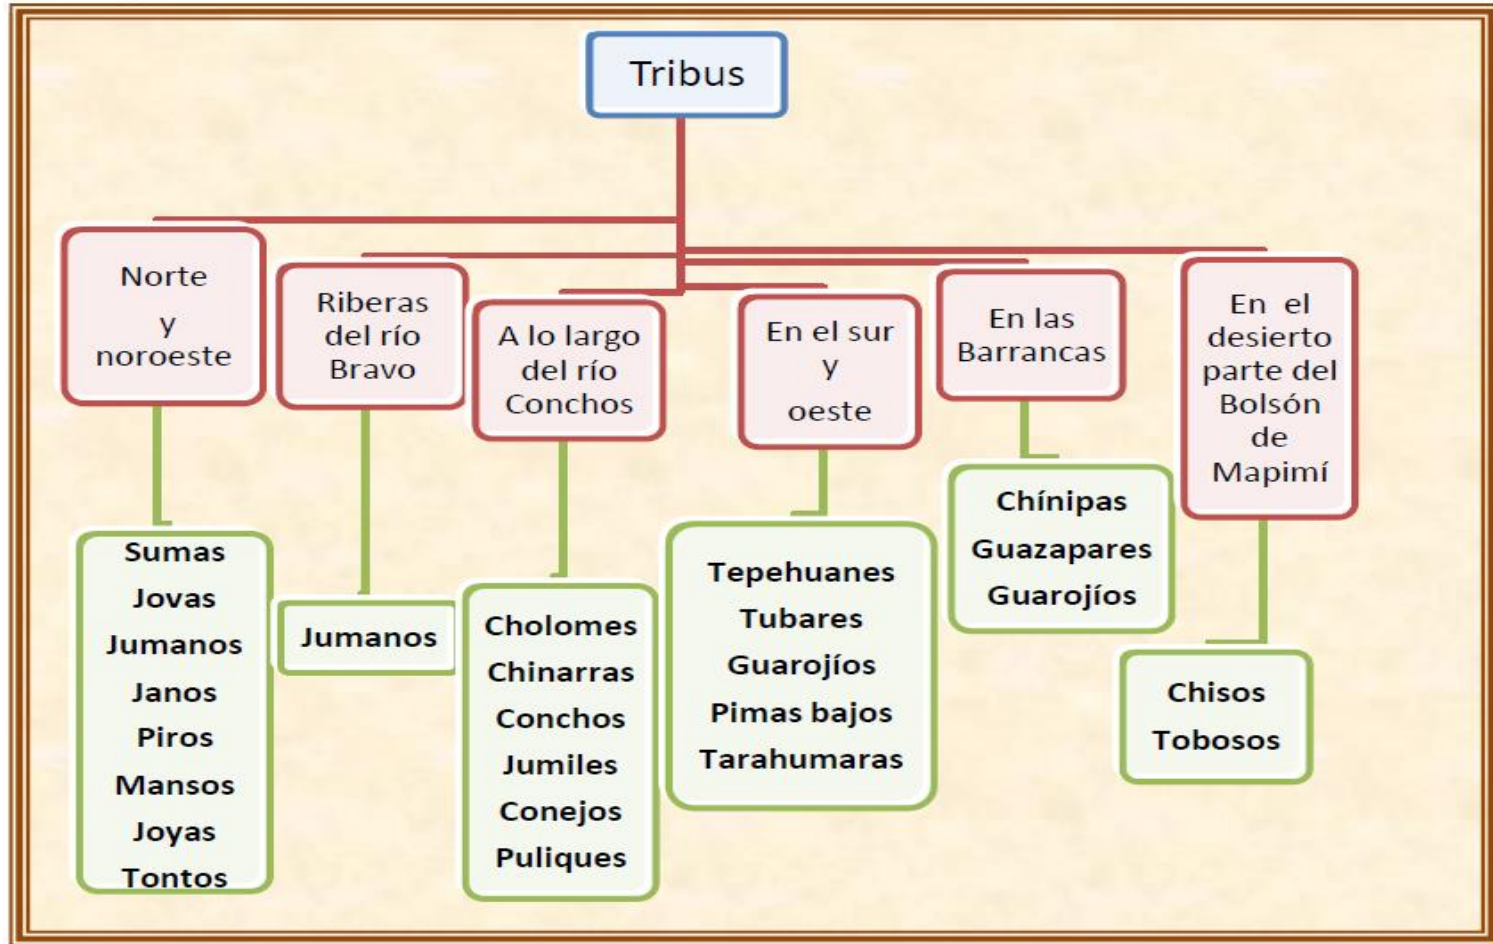 Tribus
Norte
y
noroeste
Sumas
Jovas
Jumanos
Janos
Piros
Mansos
Joyas
Tontos
Riberas
del río
Bravo
Jumanos
A lo largo
del río
Conchos
Cholomes
Chinarras
Conchos
Jumiles
Conejos
Puliques
En el sur
y
oeste
Tepehuanes
Tubares
Guarojíos
Pimas bajos
Tarahumaras
En las
Barrancas
Chínipas
Guazapares
Guarojíos
En el
desierto
parte del
Bolsón
de
Mapimí
Chisos
Tobosos